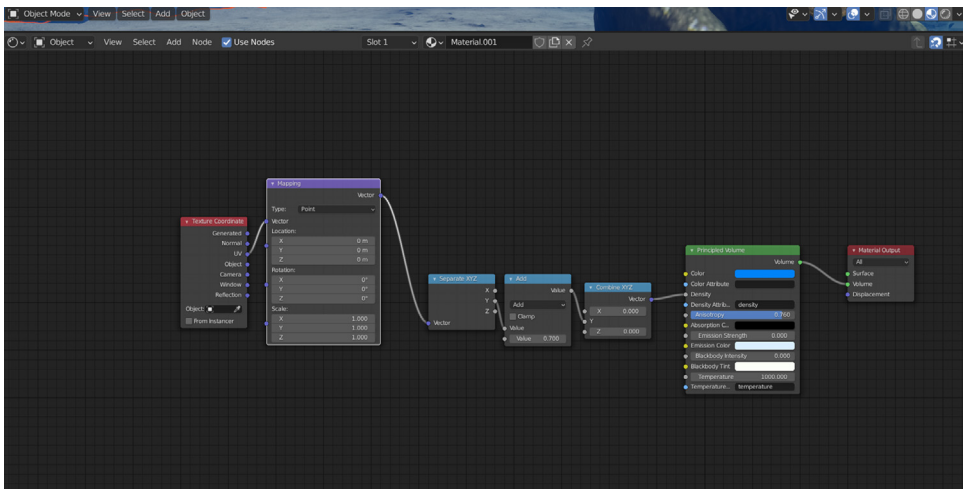 Object Mode View Select Add Object
Object View Select Add Node Use Nodes Slot 1 Material.001
Mapping
Vector
Type: Point
Vector
Location:
X 0 m
Y 0 m
Z 0 m
Rotation:
X 0°
Y 0°
Z 0°
Scale:
X 1.000
Y 1.000
Z 1.000
Texture Coordinate
Generated
Normal
UV
Object
Camera
Window
Reflection
Object:
From Instancer
Separate XYZ
X
Y
Z
Vector
Add
Value
Add
Clamp
Value
Value 0.700
Combine XYZ
Vector
X 0.000
Y
Z 0.000
Principled Volume
Volume
Color
Color Attribute
Density
Density Attrib.. density
Anisotropy 0.760
Absorption C..
Emission Strength 0.000
Emission Color
Blackbody Intensity 0.000
Blackbody Tint
Temperature 1000.000
Temperature.. temperature
Material Output
All
Surface
Volume
Displacement